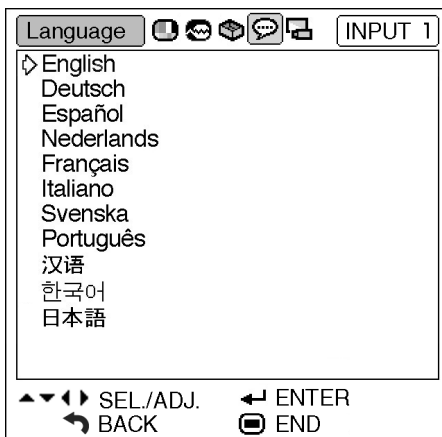 Language INPUT 1
English
Deutsch
Español
Nederlands
Français
Italiano
Svenska
Português
汉语
한국어
日本語
SEL./ADJ. ENTER
BACK END